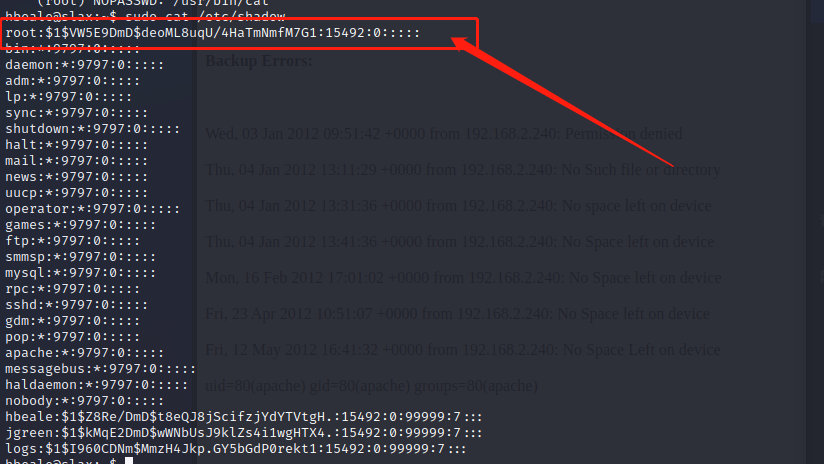 (root) NOPASSWD: /usr/bin/cat
hbeale@slax:~$ sudo cat /etc/shadow
root:$1$VW5E9DmD$deoML8uqU/4HaTmNmfM7G1:15492:0:::::
bin:*:9797:0:::::
daemon:*:9797:0:::::
adm:*:9797:0:::::
lp:*:9797:0:::::
sync:*:9797:0:::::
shutdown:*:9797:0:::::
halt:*:9797:0:::::
mail:*:9797:0:::::
news:*:9797:0:::::
uucp:*:9797:0:::::
operator:*:9797:0:::::
games:*:9797:0:::::
ftp:*:9797:0:::::
smmsp:*:9797:0:::::
mysql:*:9797:0:::::
rpc:*:9797:0:::::
sshd:*:9797:0:::::
gdm:*:9797:0:::::
pop:*:9797:0:::::
apache:*:9797:0:::::
messagebus:*:9797:0:::::
haldaemon:*:9797:0:::::
nobody:*:9797:0:::::
hbeale:$1$Z8Re/DmD$t8eQJ8jScifzjYdYTVtgH.:15492:0:99999:7:::
jgreen:$1$kMqE2DmD$wWNbUsJ9klZs4i1wgHTX4.:15492:0:99999:7:::
logs:$1$I960CDNm$MmzH4Jkp.GY5bGdP0rekt1:15492:0:99999:7:::
hbeale@slax:~$
Backup Errors:
Wed, 03 Jan 2012 09:51:42 +0000 from 192.168.2.240: Permission denied
Thu, 04 Jan 2012 13:11:29 +0000 from 192.168.2.240: No Such file or directory
Thu, 04 Jan 2012 13:31:36 +0000 from 192.168.2.240: No space left on device
Thu, 04 Jan 2012 13:41:36 +0000 from 192.168.2.240: No Space left on device
Mon, 16 Feb 2012 17:01:02 +0000 from 192.168.2.240: No Space left on device
Fri, 23 Apr 2012 10:51:07 +0000 from 192.168.2.240: No Space left on device
Fri, 12 May 2012 16:41:32 +0000 from 192.168.2.240: No Space Left on device
uid=80(apache) gid=80(apache) groups=80(apache)